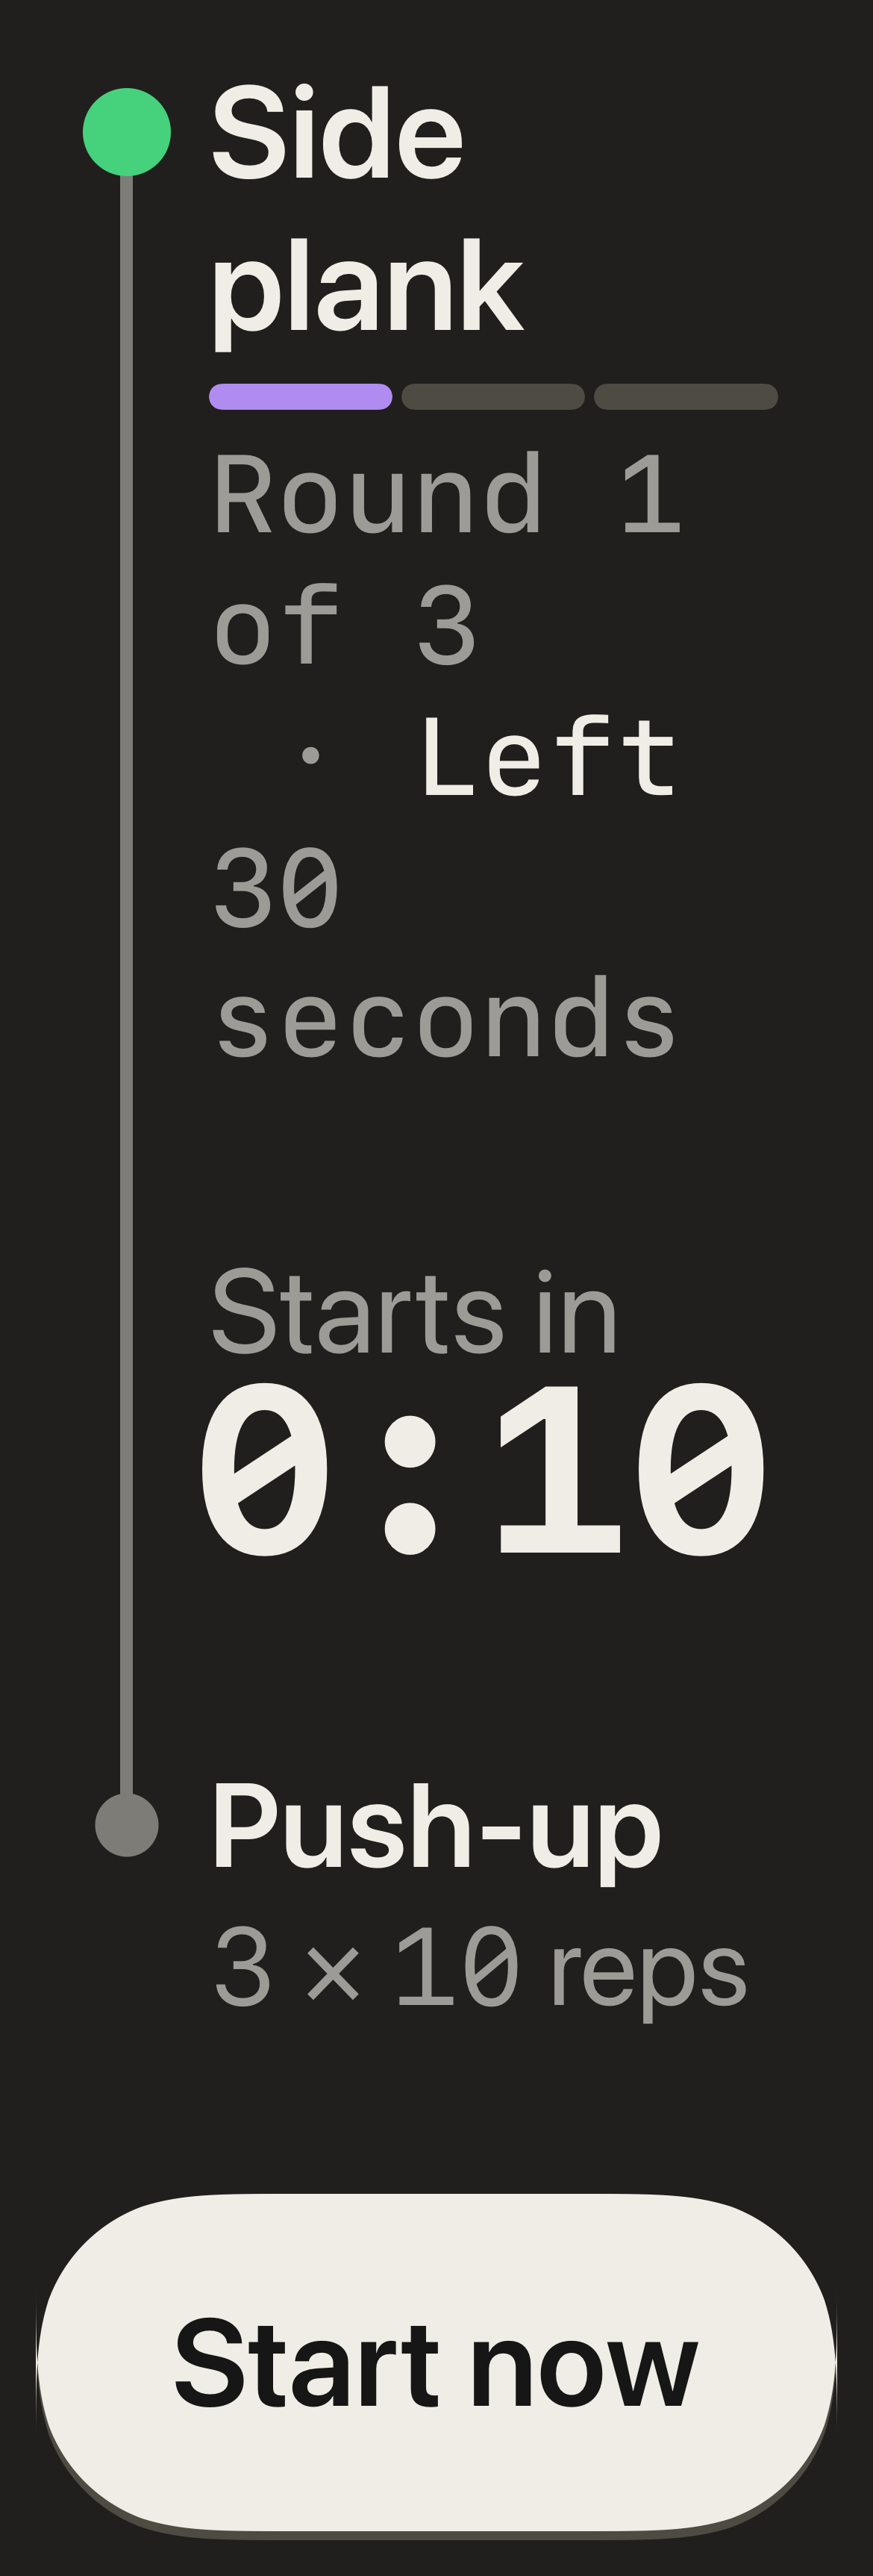 Side
plank
Round 1
of 3
· Left
30
seconds
Starts in
0:10
Push-up
3 × 10 reps
Start now